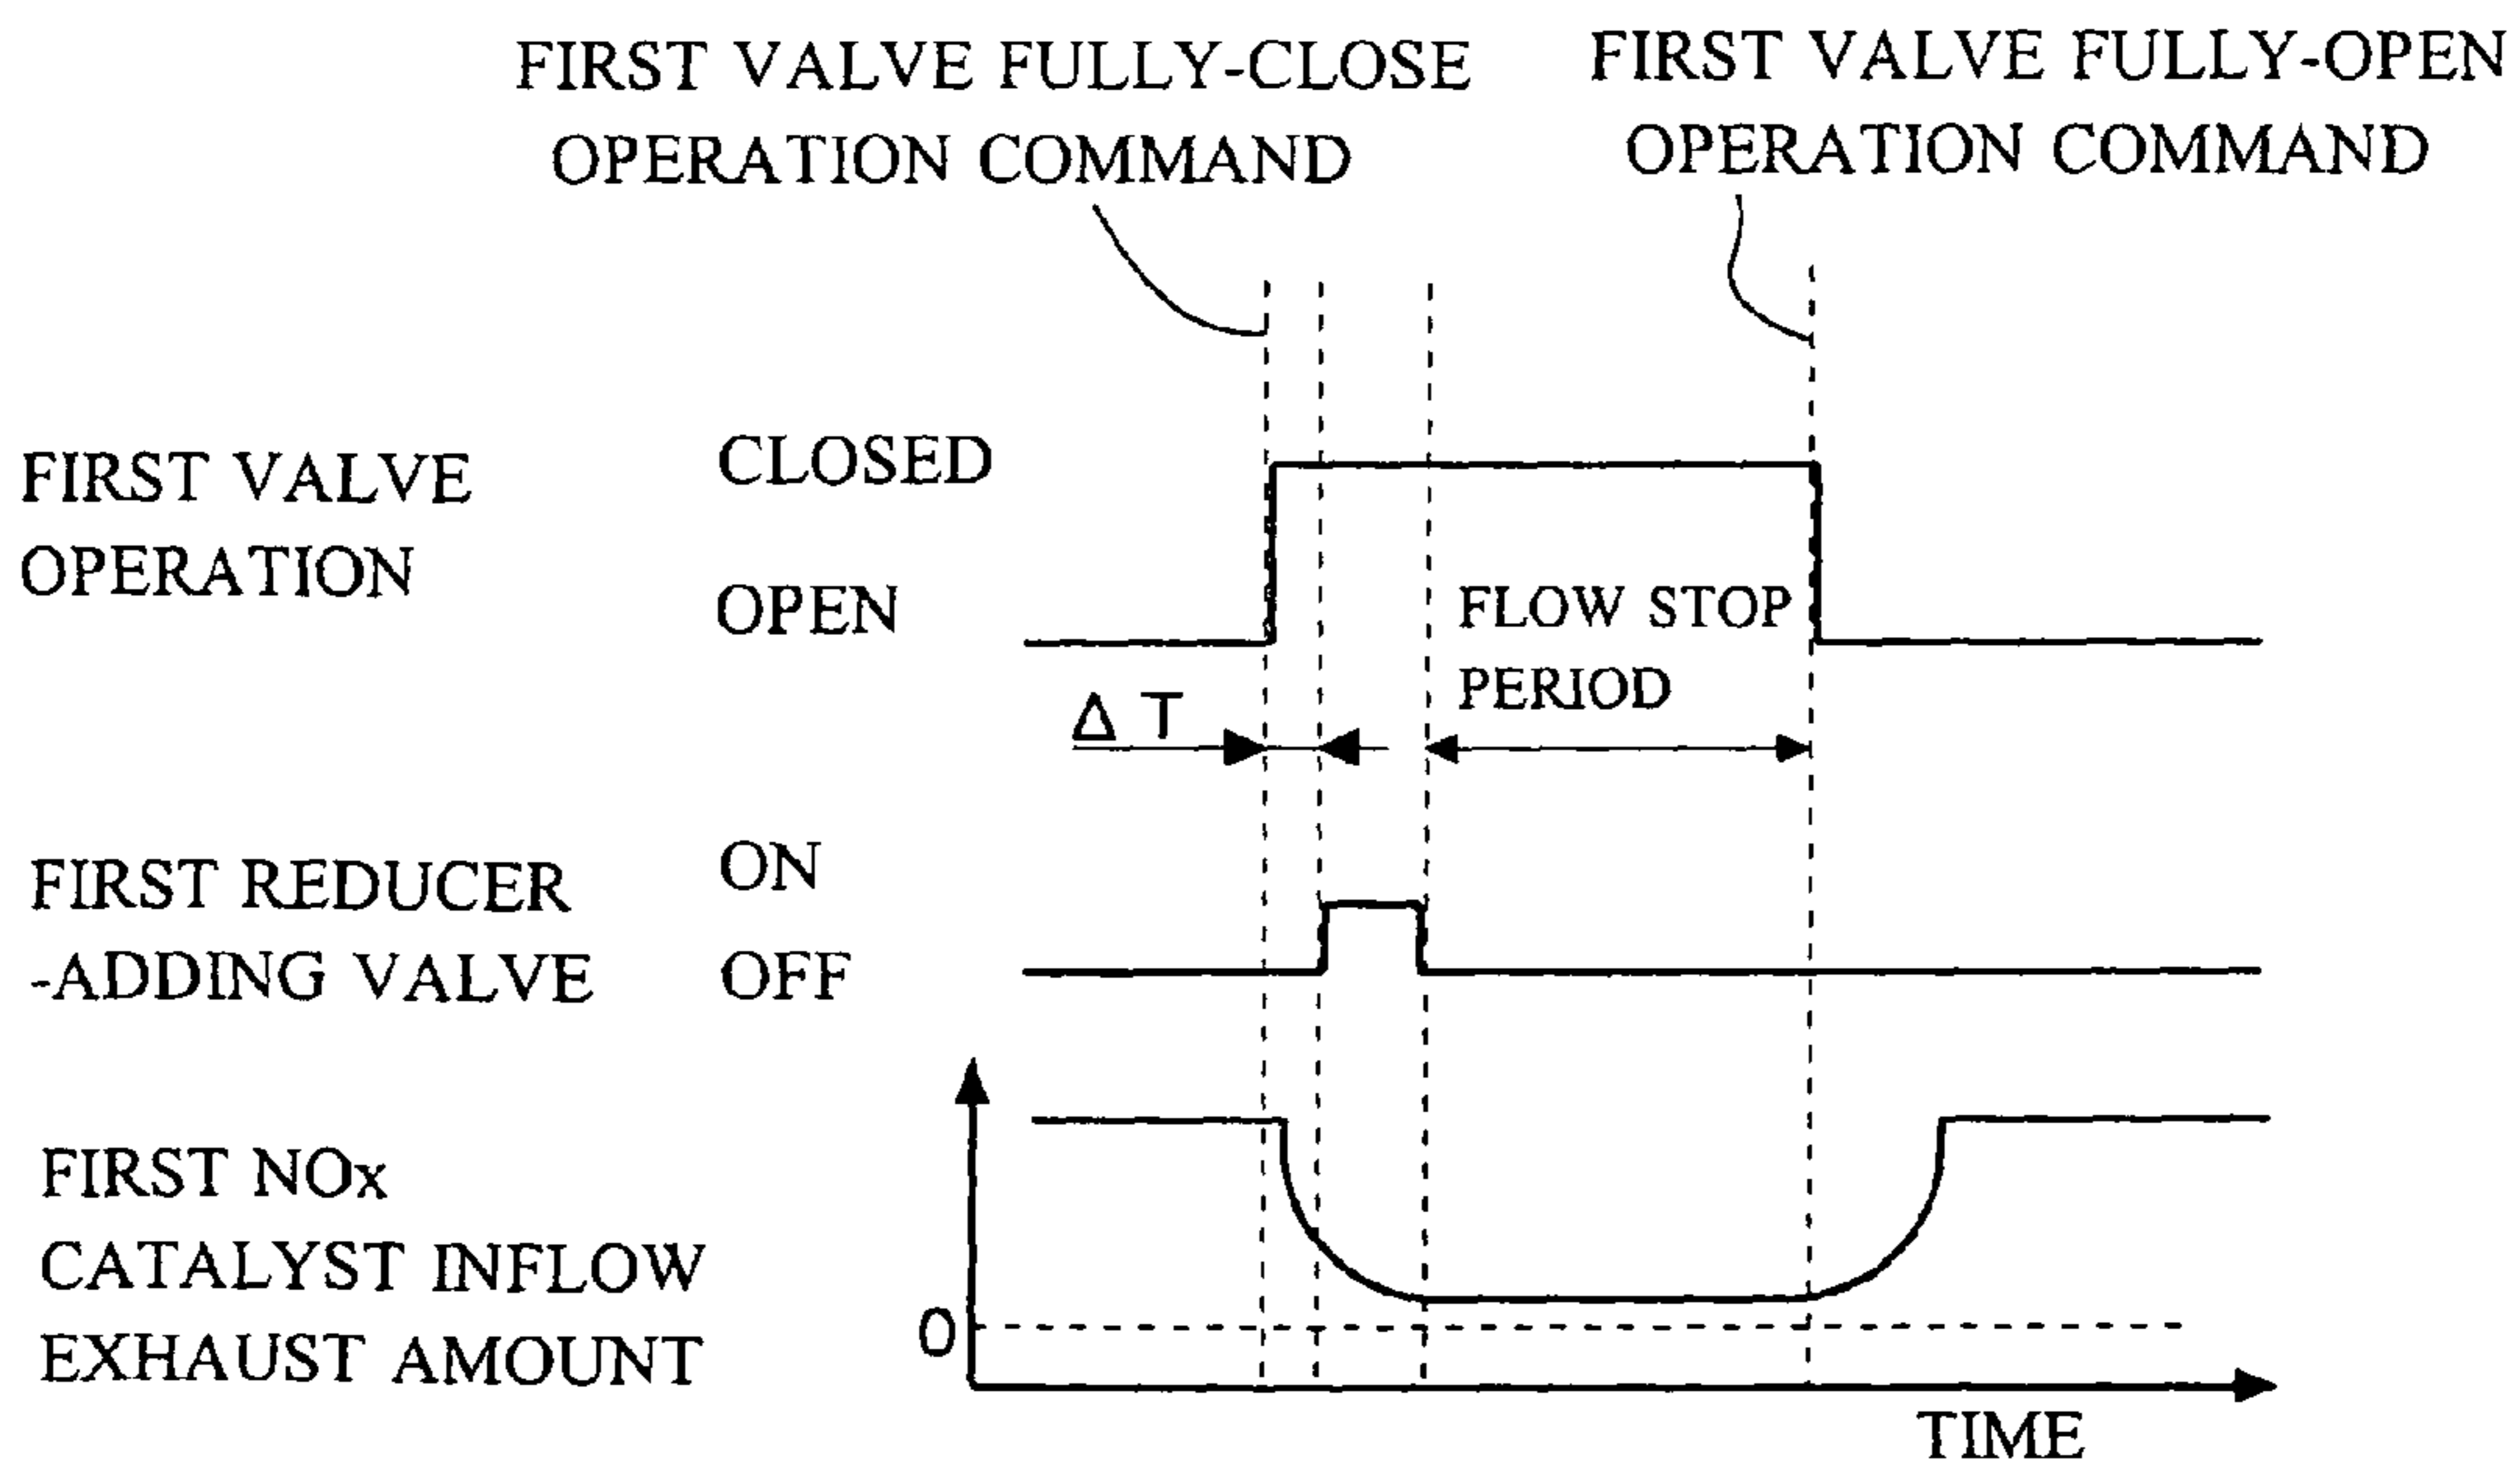 FIRST VALVE FULLY-CLOSE
OPERATION COMMAND
FIRST VALVE FULLY-OPEN
OPERATION COMMAND
FIRST VALVE
OPERATION
CLOSED
OPEN
FLOW STOP
PERIOD
Δ T
FIRST REDUCER
-ADDING VALVE
ON
OFF
FIRST NOx
CATALYST INFLOW
EXHAUST AMOUNT
0
TIME